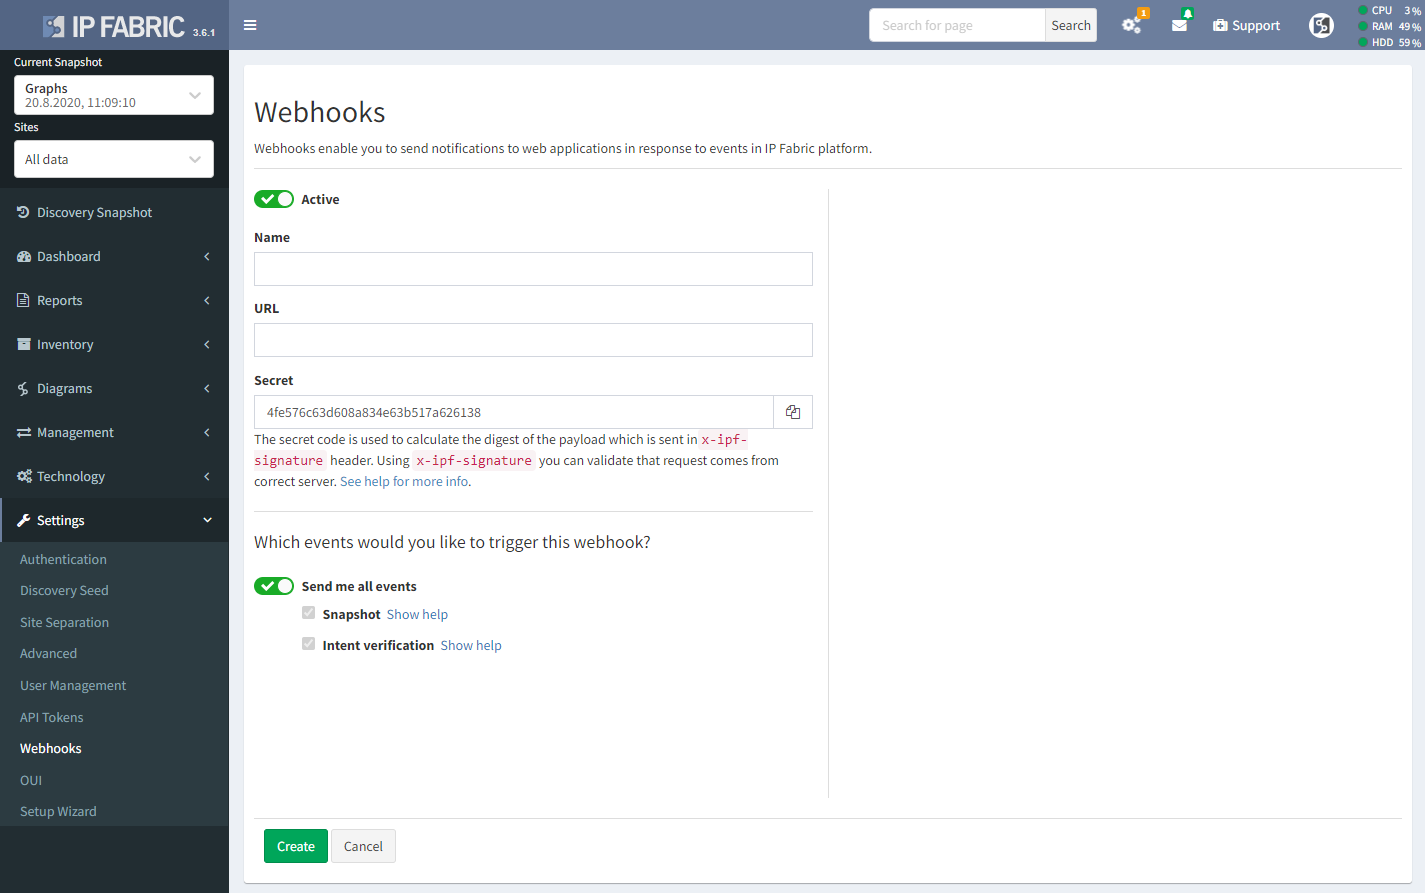 IP FABRIC 3.6.1
Search for page
Search
1
Support
CPU 3 %
RAM 49 %
HDD 59 %
Current Snapshot
Graphs
20.8.2020, 11:09:10
Sites
All data
Discovery Snapshot
Dashboard
Reports
Inventory
Diagrams
Management
Technology
Settings
Authentication
Discovery Seed
Site Separation
Advanced
User Management
API Tokens
Webhooks
OUI
Setup Wizard
Webhooks
Webhooks enable you to send notifications to web applications in response to events in IP Fabric platform.
Active
Name
URL
Secret
4fe576c63d608a834e63b517a626138
The secret code is used to calculate the digest of the payload which is sent in x-ipf-
signature header. Using x-ipf-signature you can validate that request comes from
correct server. See help for more info.
Which events would you like to trigger this webhook?
Send me all events
Snapshot Show help
Intent verification Show help
Create
Cancel